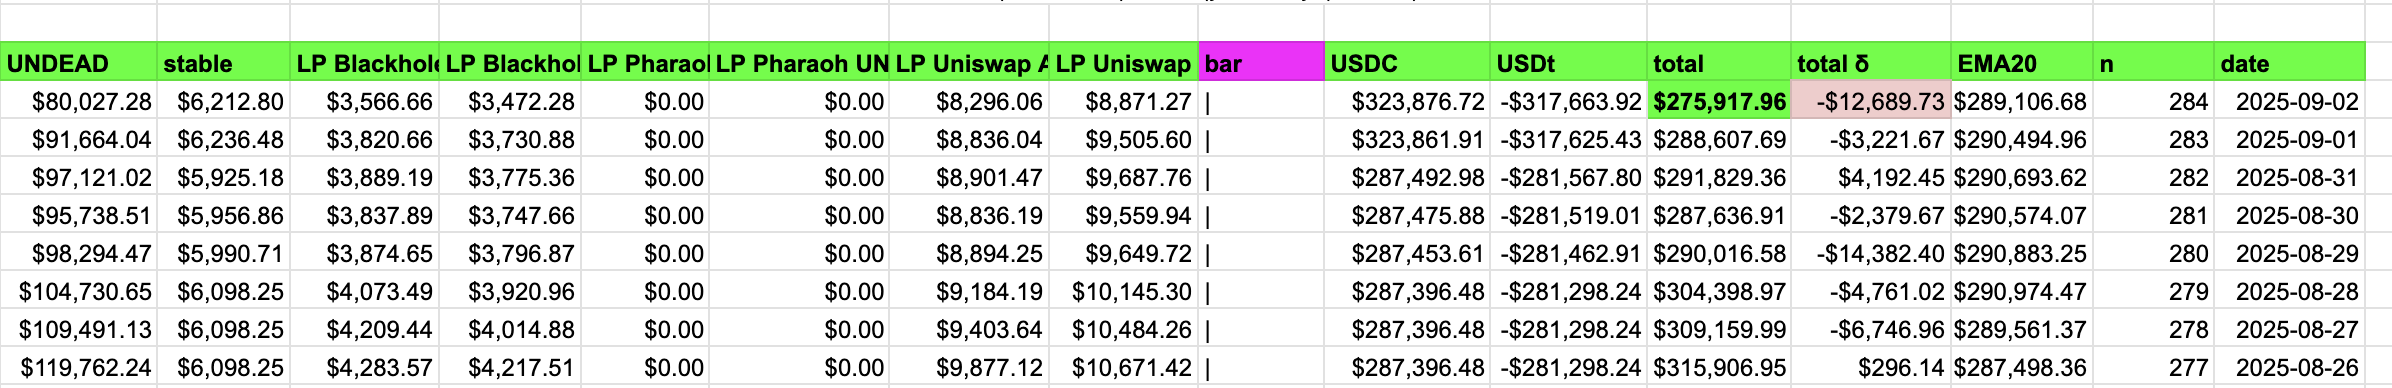 UNDEAD stable LP Blackhole LP Blackhol LP Pharaol LP Pharaoh UN LP Uniswap A LP Uniswap bar USDC USDt total total δ EMA20 n date
$80,027.28 $6,212.80 $3,566.66 $3,472.28 $0.00 $0.00 $8,296.06 $8,871.27 | $323,876.72 -$317,663.92 $275,917.96 -$12,689.73 $289,106.68 284 2025-09-02
$91,664.04 $6,236.48 $3,820.66 $3,730.88 $0.00 $0.00 $8,836.04 $9,505.60 | $323,861.91 -$317,625.43 $288,607.69 -$3,221.67 $290,494.96 283 2025-09-01
$97,121.02 $5,925.18 $3,889.19 $3,775.36 $0.00 $0.00 $8,901.47 $9,687.76 | $287,492.98 -$281,567.80 $291,829.36 $4,192.45 $290,693.62 282 2025-08-31
$95,738.51 $5,956.86 $3,837.89 $3,747.66 $0.00 $0.00 $8,836.19 $9,559.94 | $287,475.88 -$281,519.01 $287,636.91 -$2,379.67 $290,574.07 281 2025-08-30
$98,294.47 $5,990.71 $3,874.65 $3,796.87 $0.00 $0.00 $8,894.25 $9,649.72 | $287,453.61 -$281,462.91 $290,016.58 -$14,382.40 $290,883.25 280 2025-08-29
$104,730.65 $6,098.25 $4,073.49 $3,920.96 $0.00 $0.00 $9,184.19 $10,145.30 | $287,396.48 -$281,298.24 $304,398.97 -$4,761.02 $290,974.47 279 2025-08-28
$109,491.13 $6,098.25 $4,209.44 $4,014.88 $0.00 $0.00 $9,403.64 $10,484.26 | $287,396.48 -$281,298.24 $309,159.99 -$6,746.96 $289,561.37 278 2025-08-27
$119,762.24 $6,098.25 $4,283.57 $4,217.51 $0.00 $0.00 $9,877.12 $10,671.42 | $287,396.48 -$281,298.24 $315,906.95 $296.14 $287,498.36 277 2025-08-26